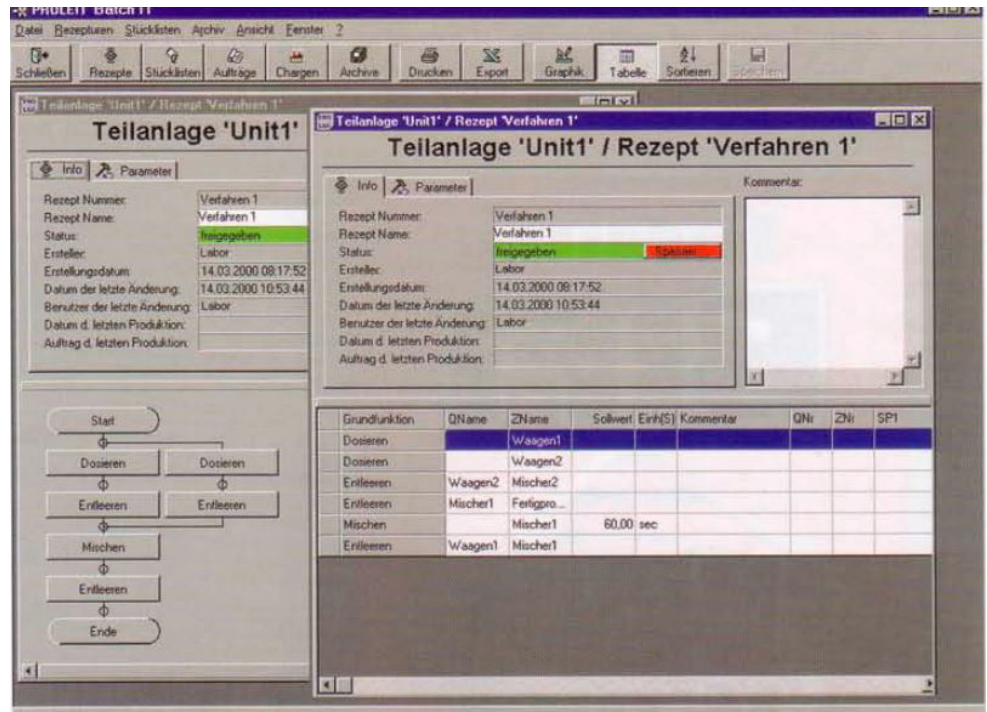 PROLEIT Batch IT
Datei Rezepturen Stücklisten Archiv Ansicht Fenster ?
Schließen Rezepte Stücklisten Aufträge Chargen Archive Drucken Export Graphik Tabelle Sortieren Speichern
Teilanlage 'Unit1' / Rezept 'Verfahren 1'
Teilanlage 'Unit1'
Info Parameter
Rezept Nummer: Verfahren 1
Rezept Name: Verfahren 1
Status: freigegeben
Ersteller: Labor
Erstellungsdatum: 14.03.2000 08:17:52
Datum der letzte Änderung: 14.03.2000 10:53:44
Benutzer der letzte Änderung: Labor
Datum d. letzten Produktion:
Auftrag d. letzten Produktion:
Start
Dosieren Dosieren
Entleeren Entleeren
Mischen
Entleeren
Ende
Teilanlage 'Unit1' / Rezept 'Verfahren 1'
Teilanlage 'Unit1' / Rezept 'Verfahren 1'
Info Parameter
Kommentar:
Rezept Nummer: Verfahren 1
Rezept Name: Verfahren 1
Status: freigegeben
Ersteller: Labor
Erstellungsdatum: 14.03.2000 08:17:52
Datum der letzte Änderung: 14.03.2000 10:53:44
Benutzer der letzte Änderung: Labor
Datum d. letzten Produktion:
Auftrag d. letzten Produktion:
Grundfunktion QName ZName Sollwert Einh(S) Kommentar QNr ZNr SP1
Dosieren Waagen1
Dosieren Waagen2
Entleeren Waagen2 Mischer2
Entleeren Mischer1 Fertigpro...
Mischen Mischer1 60,00 sec
Entleeren Waagen1 Mischer1